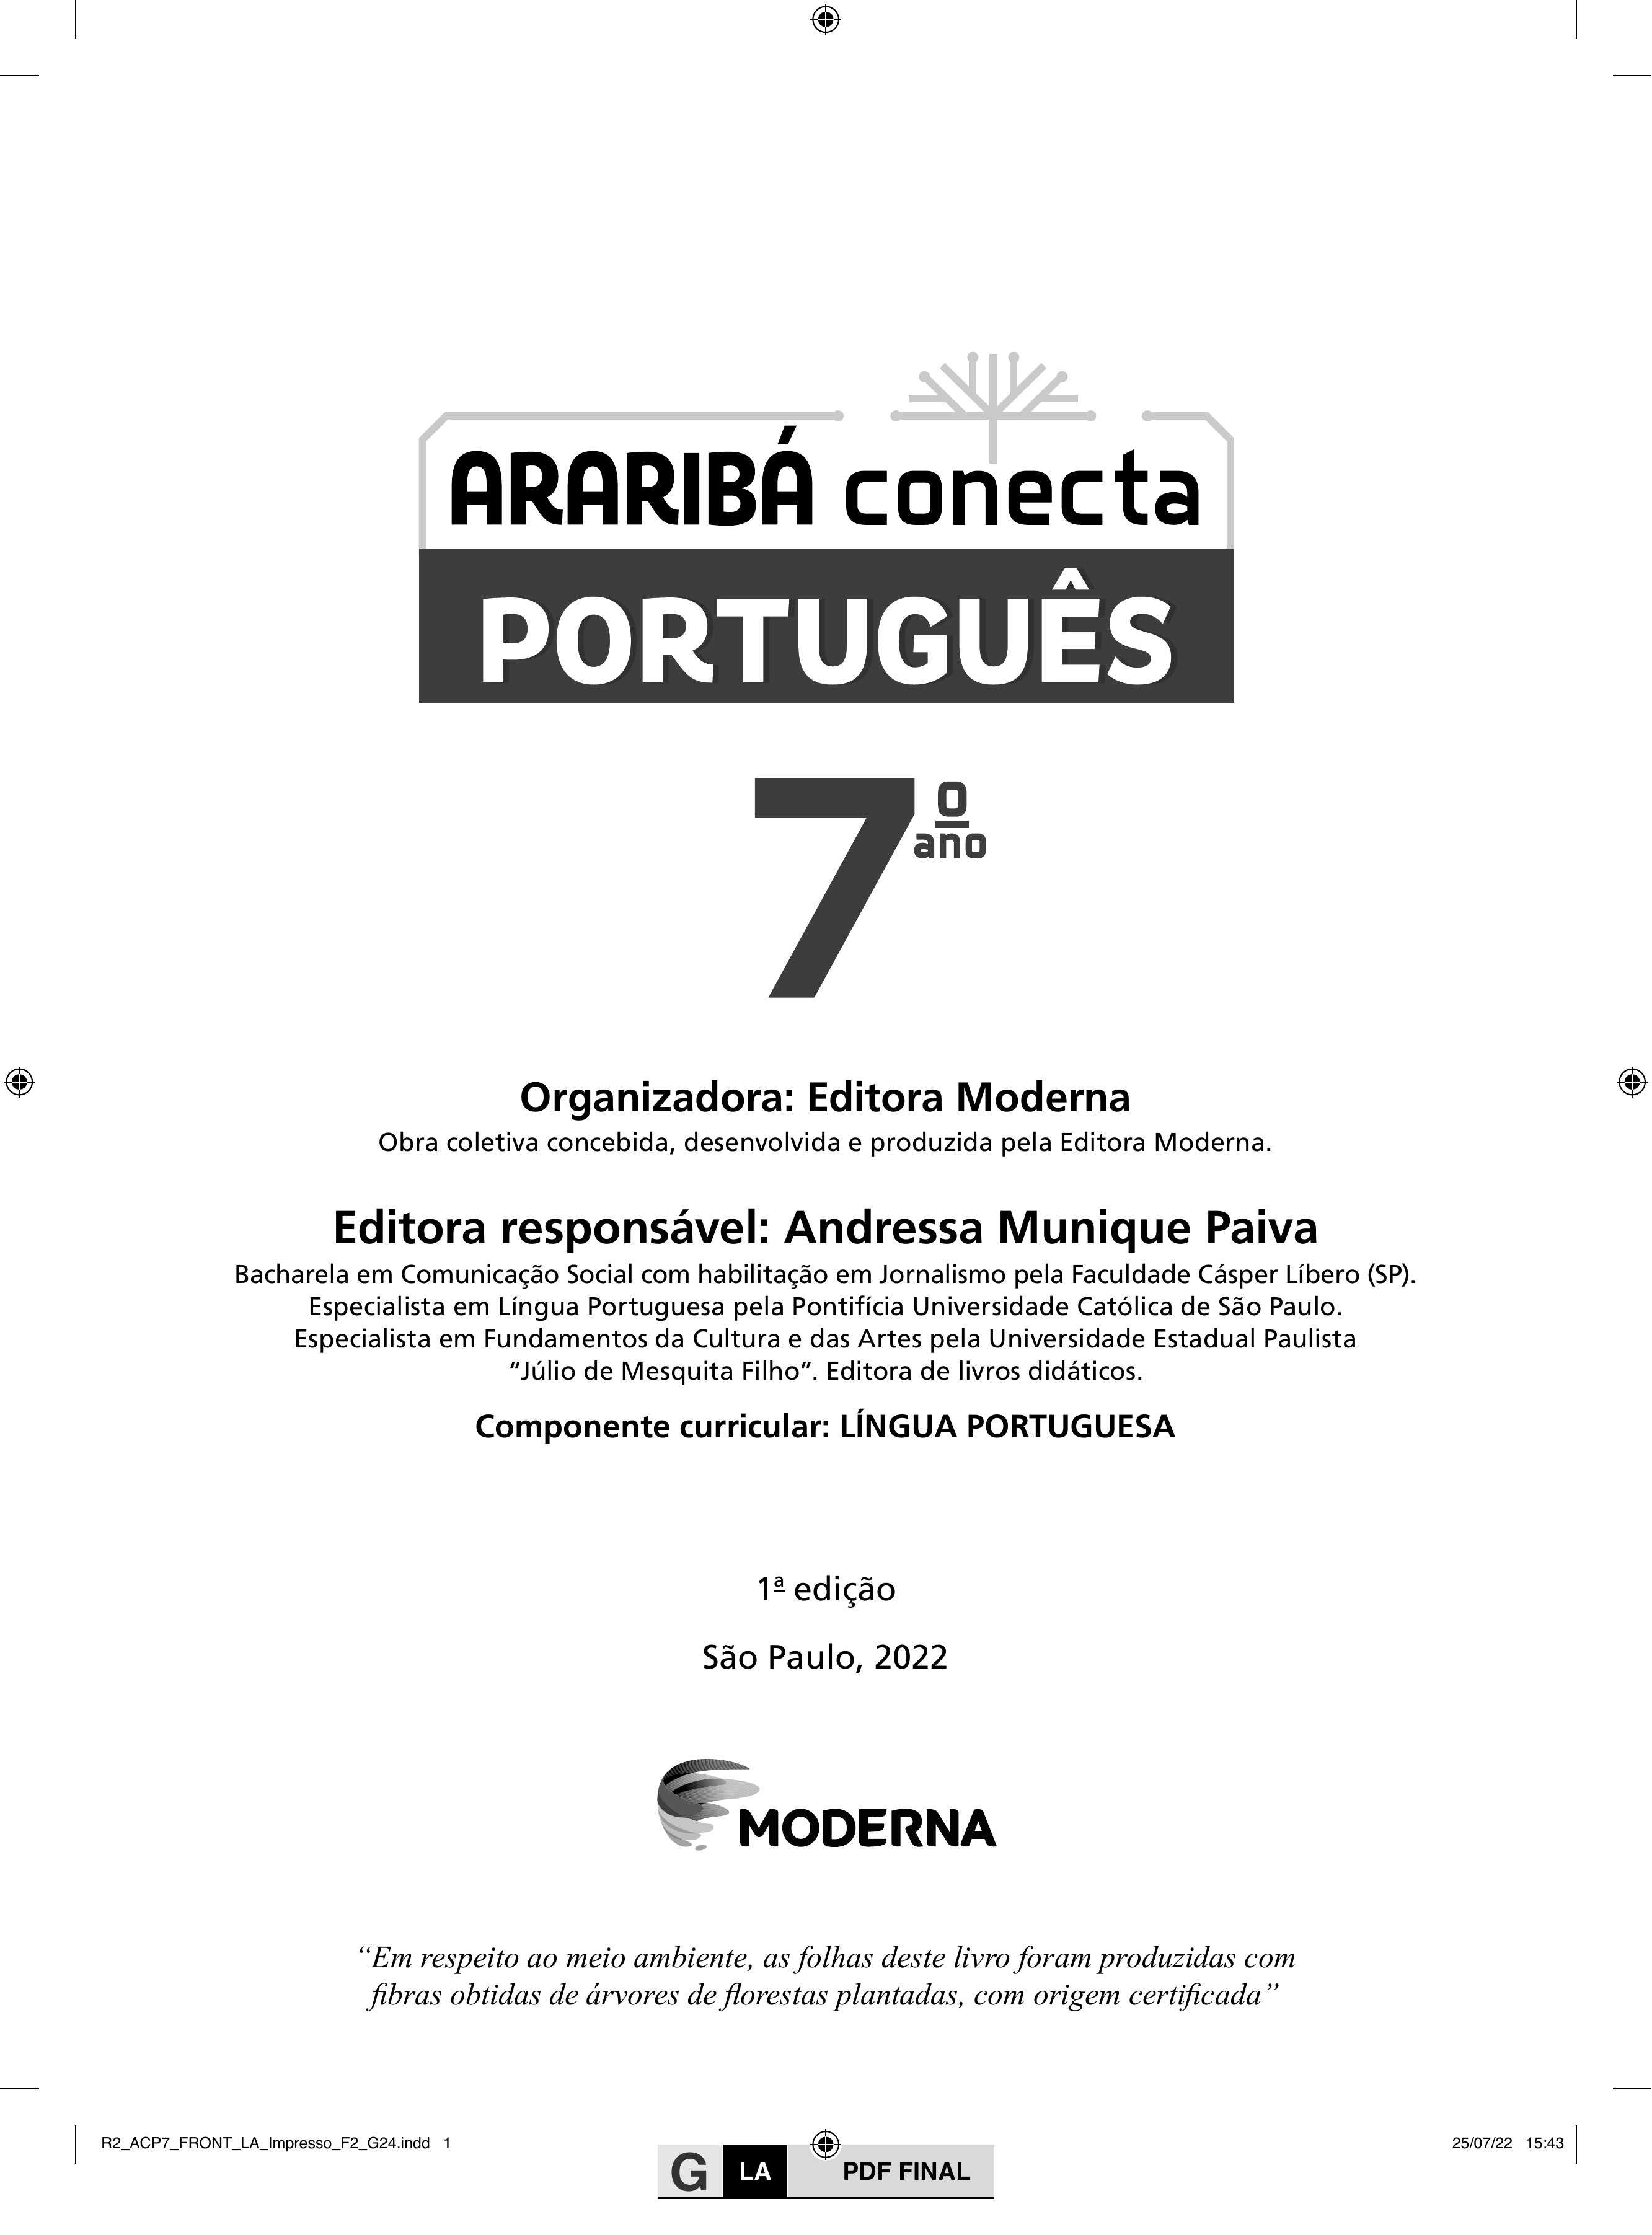 ARARIBÁ conecta
PORTUGUÊS
7º ano
Organizadora: Editora Moderna
Obra coletiva concebida, desenvolvida e produzida pela Editora Moderna.
Editora responsável: Andressa Munique Paiva
Bacharela em Comunicação Social com habilitação em Jornalismo pela Faculdade Cásper Líbero (SP).
Especialista em Língua Portuguesa pela Pontifícia Universidade Católica de São Paulo.
Especialista em Fundamentos da Cultura e das Artes pela Universidade Estadual Paulista
“Júlio de Mesquita Filho”. Editora de livros didáticos.
Componente curricular: LÍNGUA PORTUGUESA
1ª edição
São Paulo, 2022
MODERNA
“Em respeito ao meio ambiente, as folhas deste livro foram produzidas com
fibras obtidas de árvores de florestas plantadas, com origem certificada”
R2_ACP7_FRONT_LA_Impresso_F2_G24.indd 1
25/07/22 15:43
G LA PDF FINAL